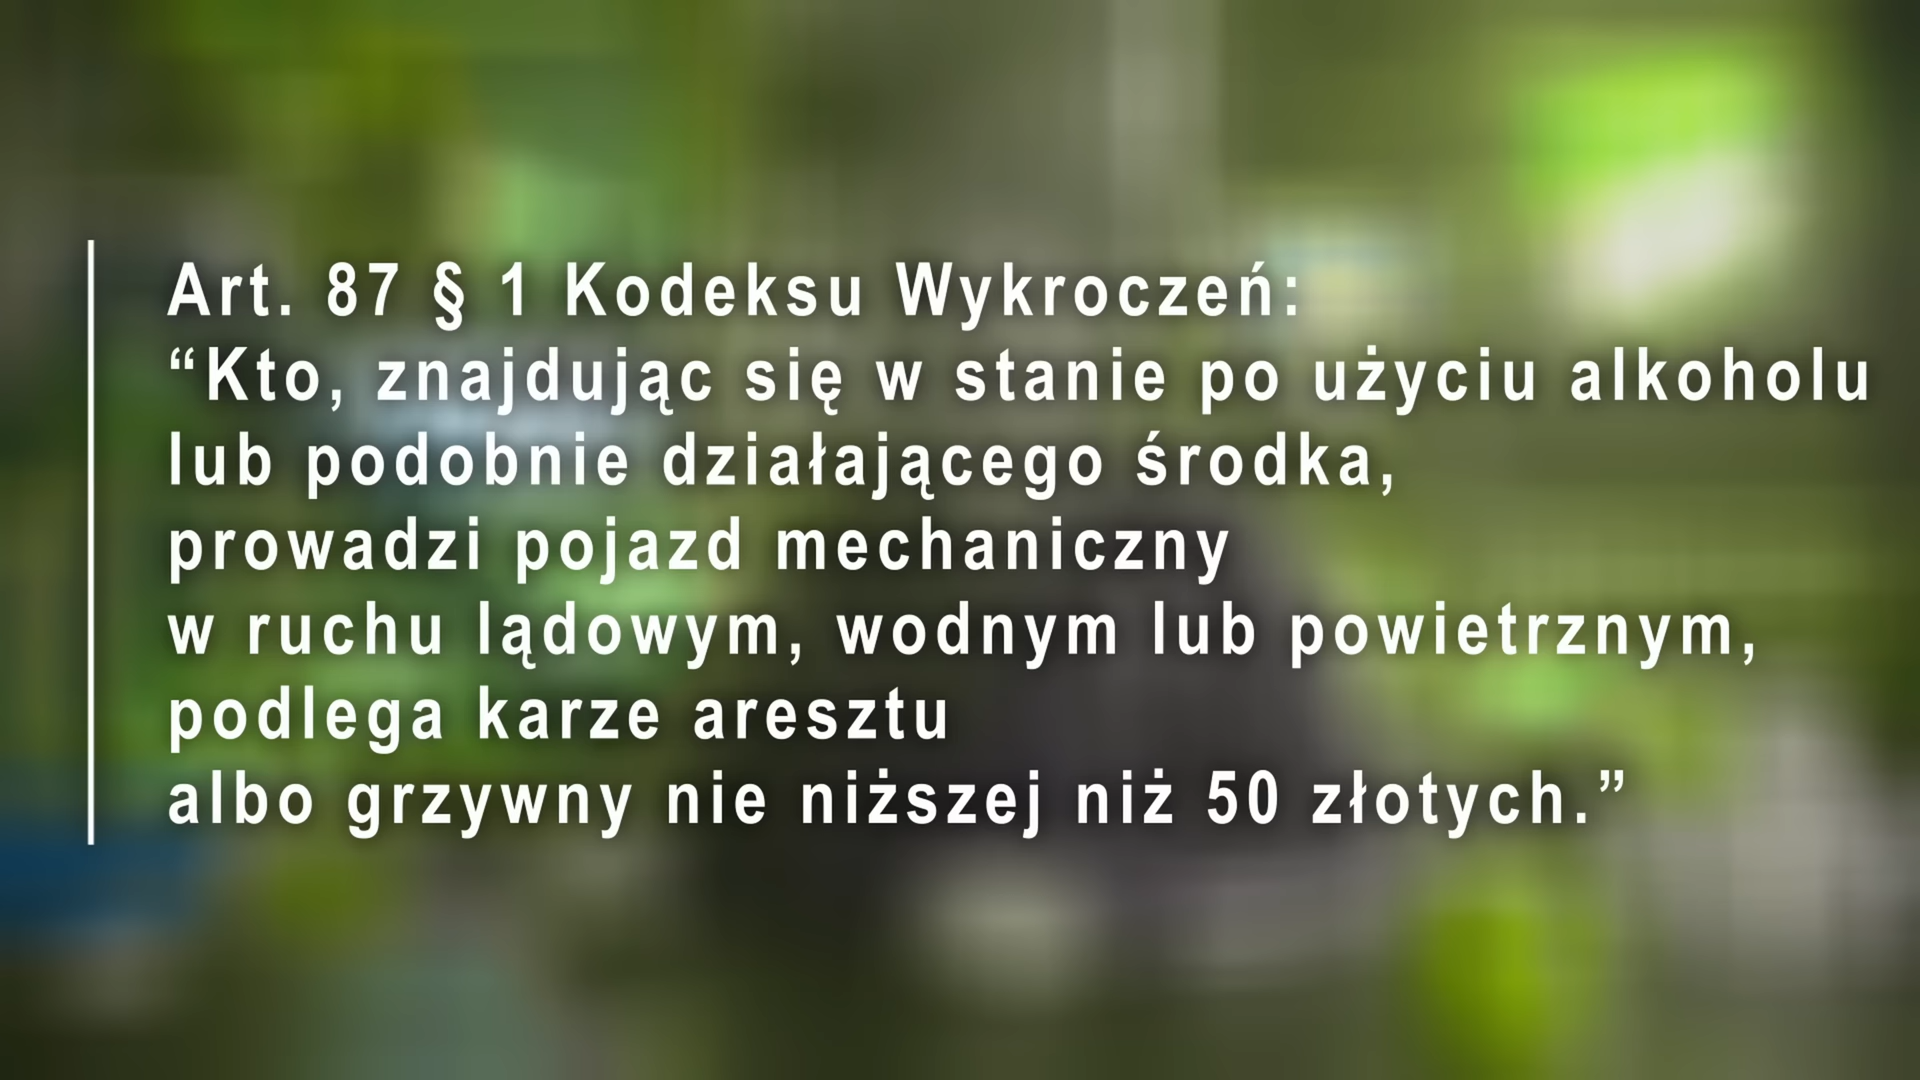 Art. 87 § 1 Kodeksu Wykroczeń:
“Kto, znajdując się w stanie po użyciu alkoholu
lub podobnie działającego środka,
prowadzi pojazd mechaniczny
w ruchu lądowym, wodnym lub powietrznym,
podlega karze aresztu
albo grzywny nie niższej niż 50 złotych.”